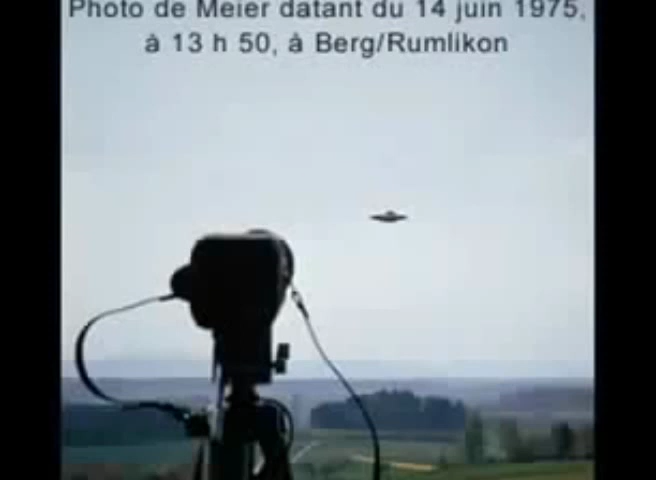 Photo de Meier datant du 14 juin 1975,
à 13 h 50, à Berg/Rumlikon